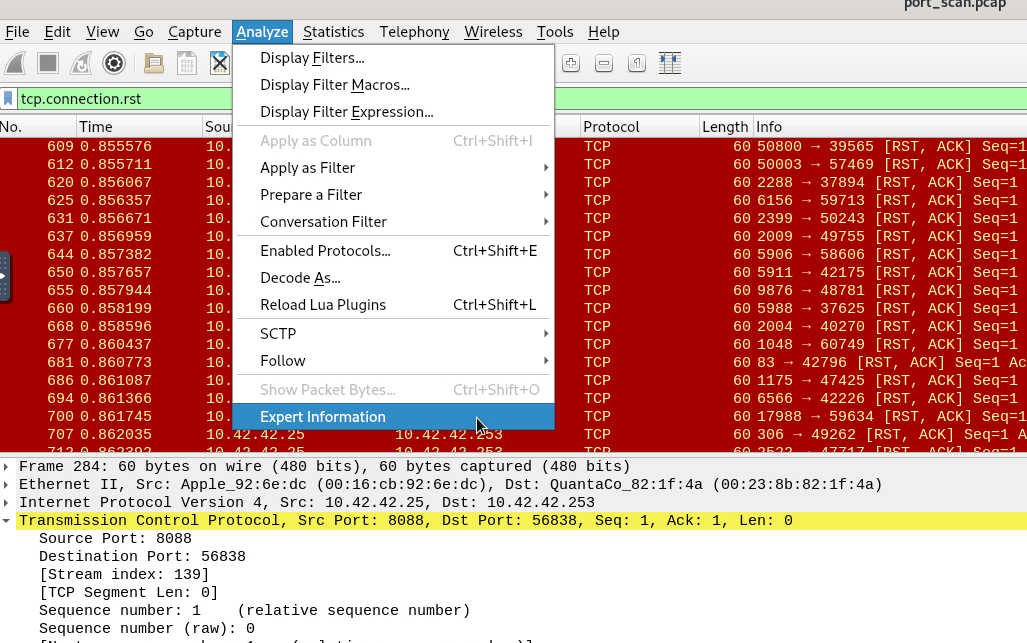 port_scan.pcap
File Edit View Go Capture Analyze Statistics Telephony Wireless Tools Help
tcp.connection.rst
Display Filters...
Display Filter Macros...
Display Filter Expression...
Apply as Column Ctrl+Shift+I
Apply as Filter
Prepare a Filter
Conversation Filter
Enabled Protocols... Ctrl+Shift+E
Decode As...
Reload Lua Plugins Ctrl+Shift+L
SCTP
Follow
Show Packet Bytes... Ctrl+Shift+O
Expert Information
No. Time Sou Protocol Length Info
609 0.855576 10. TCP 60 50800 → 39565 [RST, ACK] Seq=1
612 0.855711 10. TCP 60 50003 → 57469 [RST, ACK] Seq=1
620 0.856067 10. TCP 60 2288 → 37894 [RST, ACK] Seq=1
625 0.856357 10. TCP 60 6156 → 59713 [RST, ACK] Seq=1
631 0.856671 10. TCP 60 2399 → 50243 [RST, ACK] Seq=1
637 0.856959 10. TCP 60 2009 → 49755 [RST, ACK] Seq=1
644 0.857382 10. TCP 60 5906 → 58606 [RST, ACK] Seq=1
650 0.857657 10. TCP 60 5911 → 42175 [RST, ACK] Seq=1
655 0.857944 10. TCP 60 9876 → 48781 [RST, ACK] Seq=1
660 0.858199 10. TCP 60 5988 → 37625 [RST, ACK] Seq=1
668 0.858596 10. TCP 60 2004 → 40270 [RST, ACK] Seq=1
677 0.860437 10. TCP 60 1048 → 60749 [RST, ACK] Seq=1
681 0.860773 10. TCP 60 83 → 42796 [RST, ACK] Seq=1 Ac
686 0.861087 10. TCP 60 1175 → 47425 [RST, ACK] Seq=1
694 0.861366 10. TCP 60 6566 → 42226 [RST, ACK] Seq=1
700 0.861745 10. TCP 60 17988 → 59634 [RST, ACK] Seq=1
707 0.862035 10.42.42.25 10.42.42.253 TCP 60 306 → 49262 [RST, ACK] Seq=1 A
Frame 284: 60 bytes on wire (480 bits), 60 bytes captured (480 bits)
Ethernet II, Src: Apple_92:6e:dc (00:16:cb:92:6e:dc), Dst: QuantaCo_82:1f:4a (00:23:8b:82:1f:4a)
Internet Protocol Version 4, Src: 10.42.42.25, Dst: 10.42.42.253
Transmission Control Protocol, Src Port: 8088, Dst Port: 56838, Seq: 1, Ack: 1, Len: 0
Source Port: 8088
Destination Port: 56838
[Stream index: 139]
[TCP Segment Len: 0]
Sequence number: 1 (relative sequence number)
Sequence number (raw): 0